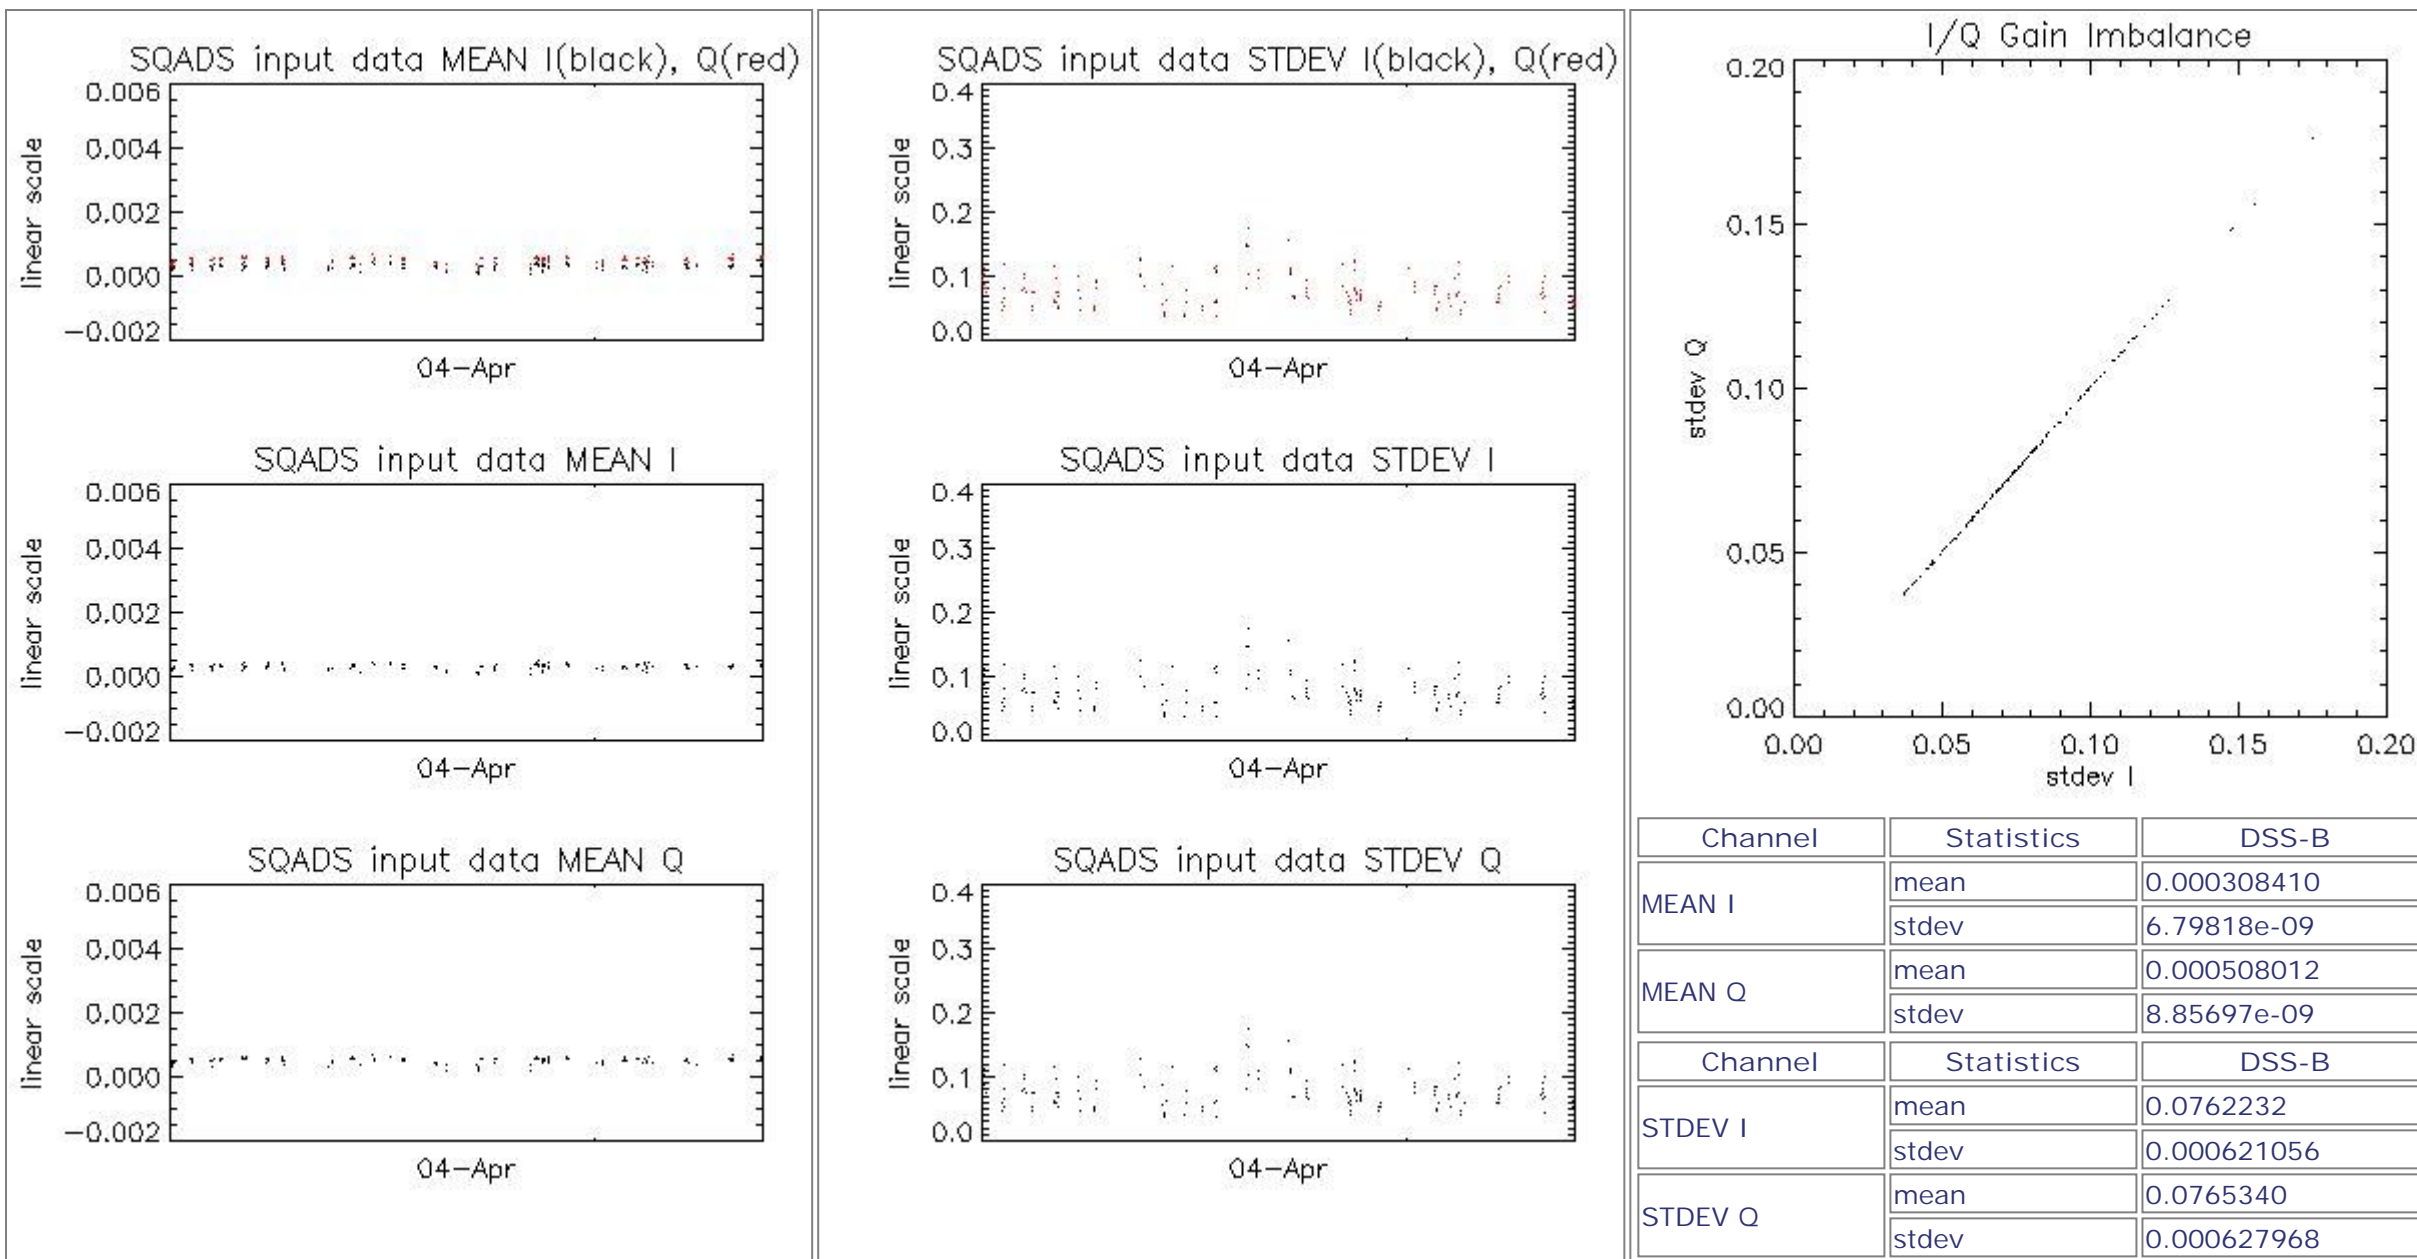 SQADS input data MEAN I(black), Q(red)
0.006
0.004
0.002
0.000
−0.002
linear scale
04−Apr
SQADS input data MEAN I
0.006
0.004
0.002
0.000
−0.002
linear scale
04−Apr
SQADS input data MEAN Q
0.006
0.004
0.002
0.000
−0.002
linear scale
04−Apr
SQADS input data STDEV I(black), Q(red)
0.4
0.3
0.2
0.1
0.0
linear scale
04−Apr
SQADS input data STDEV I
0.4
0.3
0.2
0.1
0.0
linear scale
04−Apr
SQADS input data STDEV Q
0.4
0.3
0.2
0.1
0.0
linear scale
04−Apr
I/Q Gain Imbalance
0.20
0.15
0.10
0.05
0.00
stdev Q
0.00 0.05 0.10 0.15 0.20
stdev I
Channel Statistics DSS-B
MEAN I mean 0.000308410
stdev 6.79818e-09
MEAN Q mean 0.000508012
stdev 8.85697e-09
Channel Statistics DSS-B
STDEV I mean 0.0762232
stdev 0.000621056
STDEV Q mean 0.0765340
stdev 0.000627968